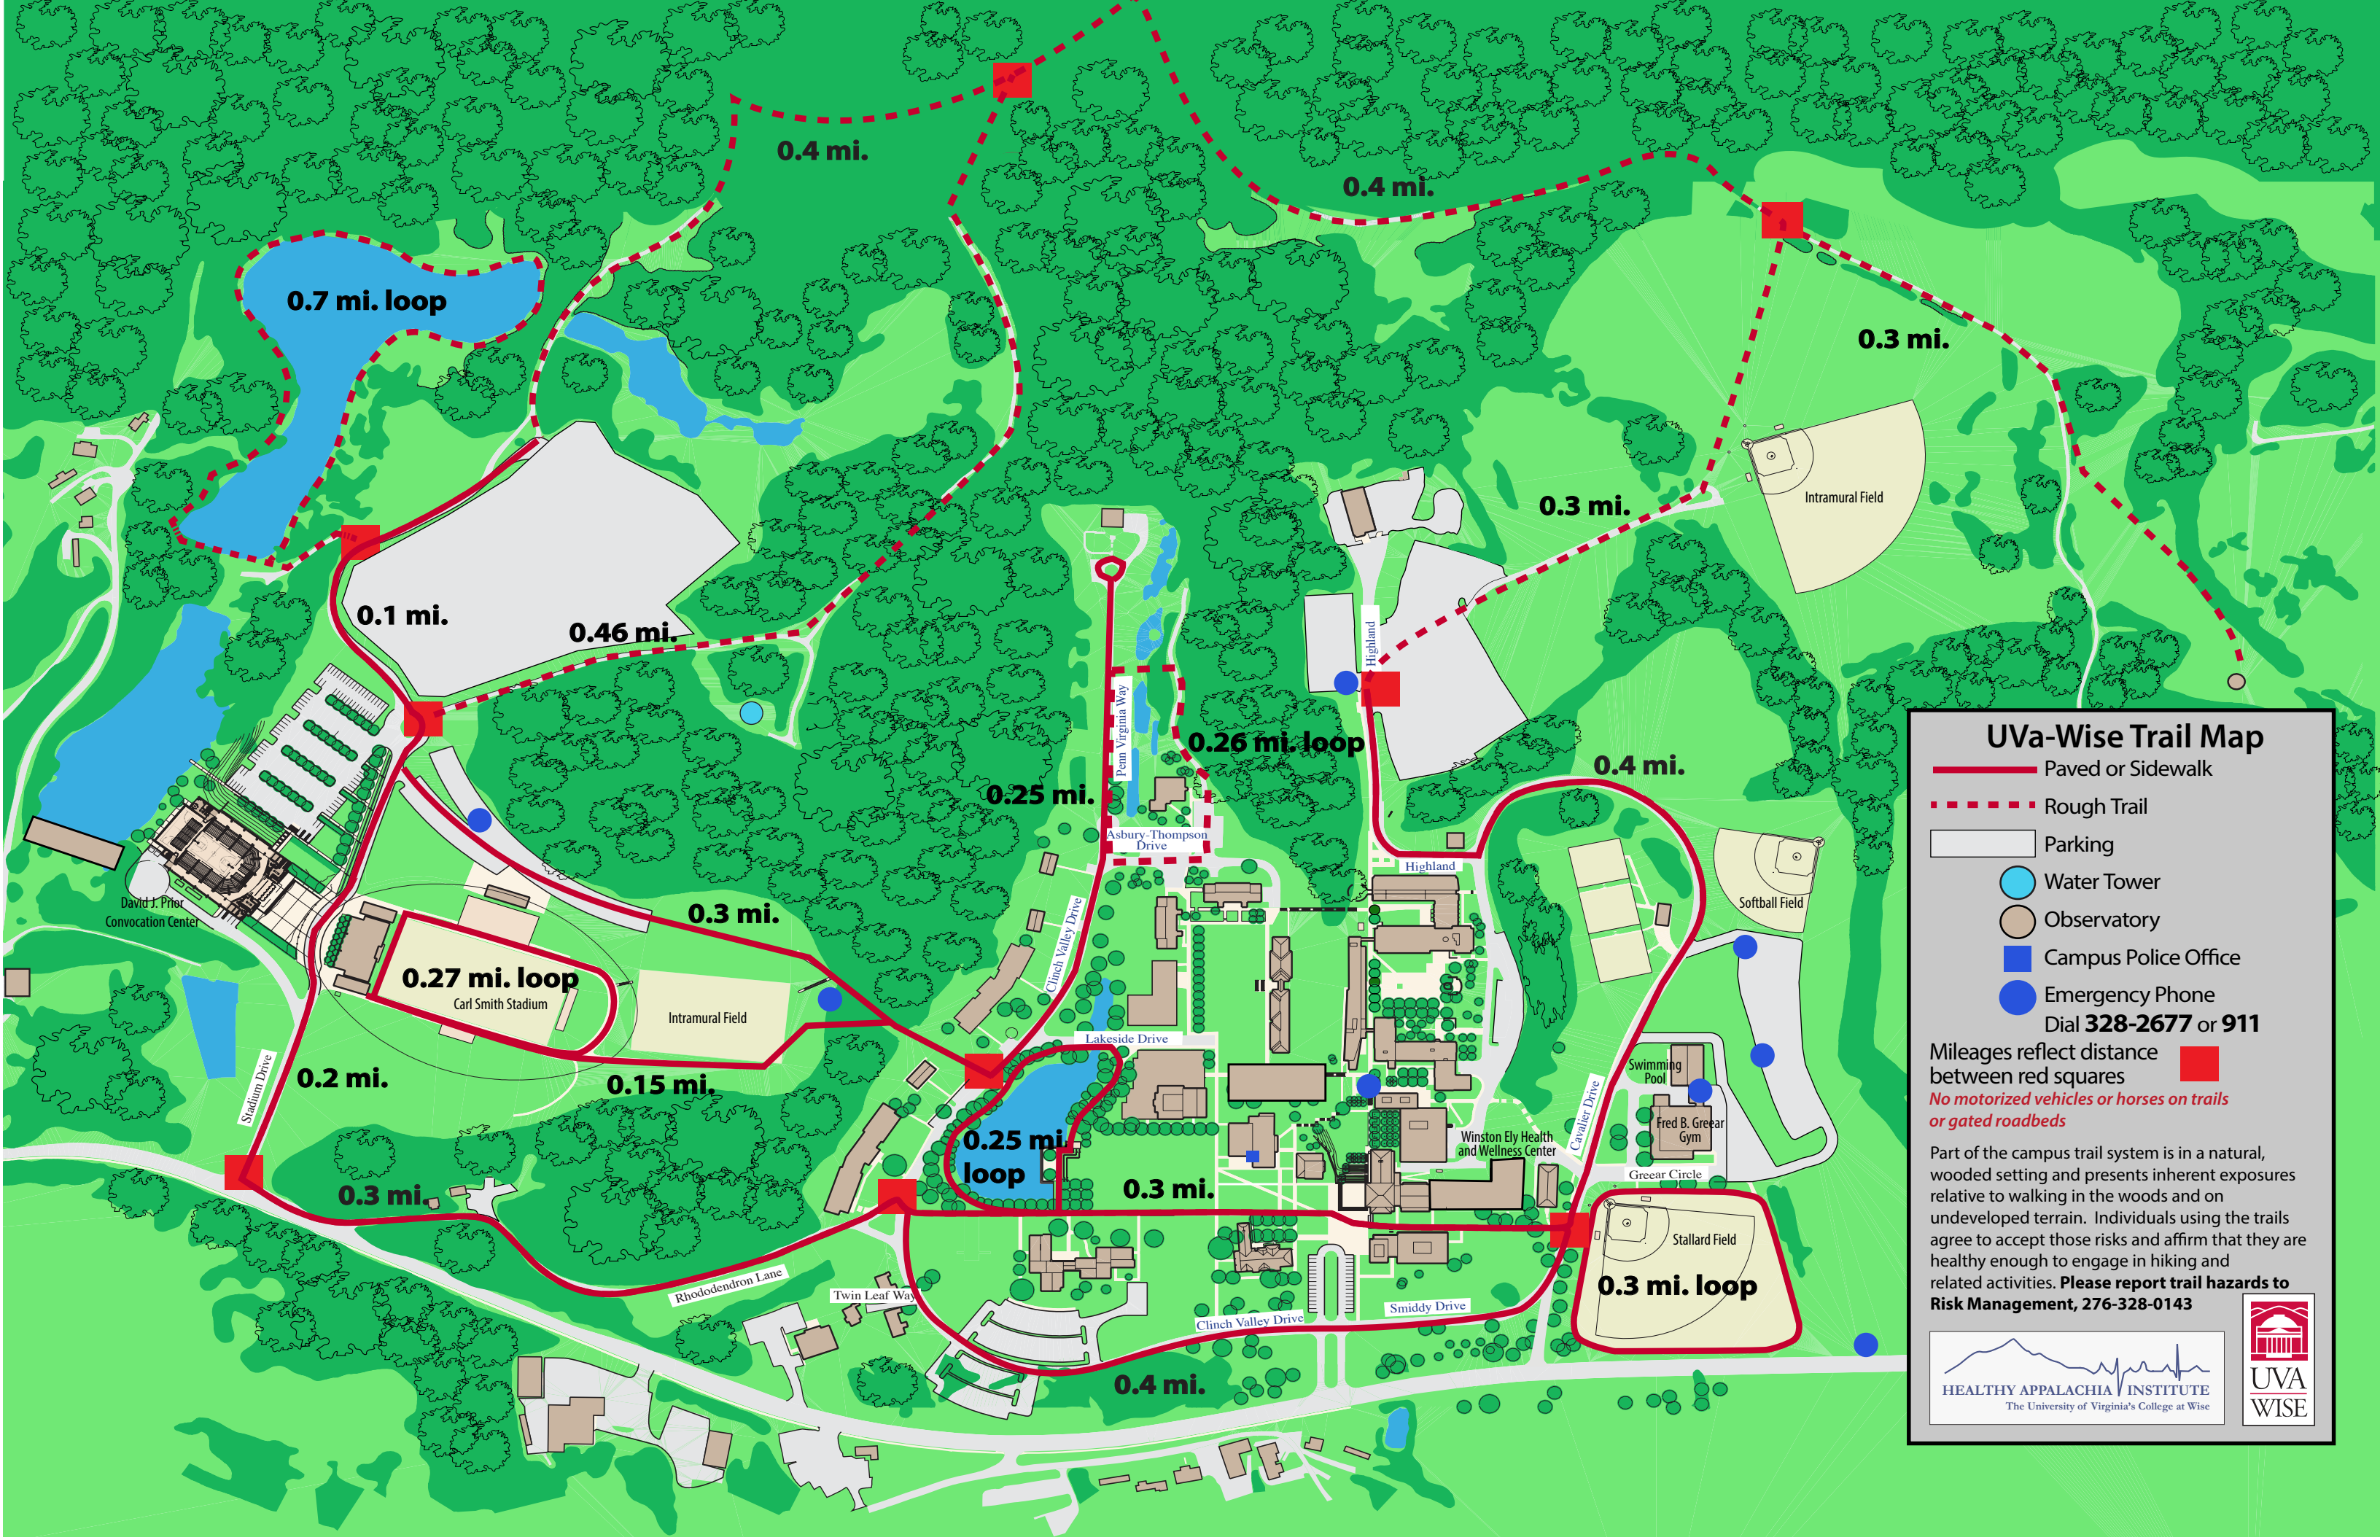 0.4 mi.
0.4 mi.
0.7 mi. loop
0.3 mi.
Intramural Field
0.3 mi.
0.1 mi.
0.46 mi.
Highland
Penn Virginia Way
0.26 mi. loop
0.25 mi.
0.4 mi.
Asbury-Thompson
Drive
Highland
David J. Prior
Convocation Center
0.3 mi.
Clinch Valley Drive
Softball Field
0.27 mi. loop
Carl Smith Stadium
Intramural Field
Lakeside Drive
Stadium Drive
0.2 mi.
0.15 mi.
Swimming
Pool
Cavalier Drive
Fred B. Greear
Gym
0.25 mi.
loop
Winston Ely Health
and Wellness Center
Greear Circle
0.3 mi.
0.3 mi.
Stallard Field
0.3 mi. loop
Rhododendron Lane
Twin Leaf Way
Clinch Valley Drive
Smiddy Drive
0.4 mi.
UVa-Wise Trail Map
Paved or Sidewalk
Rough Trail
Parking
Water Tower
Observatory
Campus Police Office
Emergency Phone
Dial 328-2677 or 911
Mileages reflect distance
between red squares
No motorized vehicles or horses on trails
or gated roadbeds
Part of the campus trail system is in a natural,
wooded setting and presents inherent exposures
relative to walking in the woods and on
undeveloped terrain. Individuals using the trails
agree to accept those risks and affirm that they are
healthy enough to engage in hiking and
related activities. Please report trail hazards to
Risk Management, 276-328-0143
HEALTHY APPALACHIA INSTITUTE
The University of Virginia's College at Wise
UVA
WISE